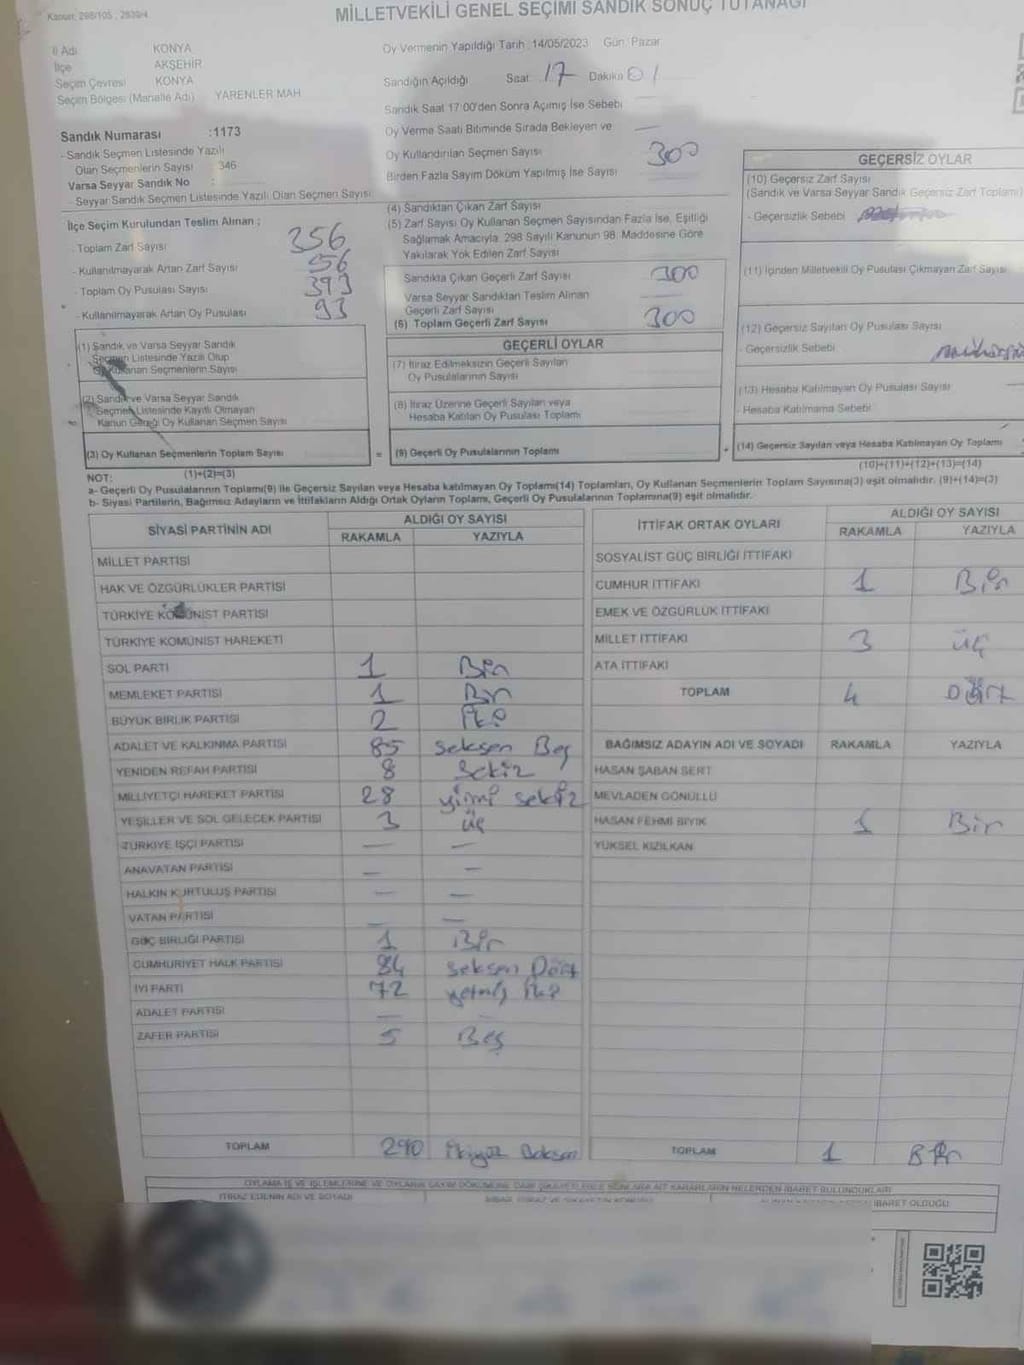 Kanun: 298/105 , 2839/4
MİLLETVEKİLİ GENEL SEÇİMİ SANDIK SONUÇ TUTANAĞI
İl Adı KONYA
İlçe AKŞEHİR
Seçim Çevresi KONYA
Seçim Bölgesi (Mahalle Adı) YARENLER MAH
Sandık Numarası :1173
- Sandık Seçmen Listesinde Yazılı
Olan Seçmenlerin Sayısı 346
Varsa Seyyar Sandık No :
- Seyyar Sandık Seçmen Listesinde Yazılı Olan Seçmen Sayısı
İlçe Seçim Kurulundan Teslim Alınan ;
- Toplam Zarf Sayısı 356
- Kullanılmayarak Artan Zarf Sayısı 56
- Toplam Oy Pusulası Sayısı 393
- Kullanılmayarak Artan Oy Pusulası 93
(1) Sandık ve Varsa Seyyar Sandık
Seçmen Listesinde Yazılı Olup
Oy Kullanan Seçmenlerin Sayısı
(2) Sandık ve Varsa Seyyar Sandık
Seçmen Listesinde Kayıtlı Olmayan
Kanun Gereği Oy Kullanan Seçmen Sayısı
(3) Oy Kullanan Seçmenlerin Toplam Sayısı
(1)+(2)=(3)
Oy Vermenin Yapıldığı Tarih : 14/05/2023 Gün: Pazar
Sandığın Açıldığı Saat 17 Dakika 01
Sandık Saat 17:00'den Sonra Açılmış İse Sebebi
Oy Verme Saati Bitiminde Sırada Bekleyen ve
Oy Kullandırılan Seçmen Sayısı
Birden Fazla Sayım Döküm Yapılmış İse Sayısı
300
(4) Sandıktan Çıkan Zarf Sayısı
(5) Zarf Sayısı Oy Kullanan Seçmen Sayısından Fazla İse, Eşitliği
Sağlamak Amacıyla, 298 Sayılı Kanunun 98. Maddesine Göre
Yakılarak Yok Edilen Zarf Sayısı
Sandıkta Çıkan Geçerli Zarf Sayısı 300
Varsa Seyyar Sandıktan Teslim Alınan
Geçerli Zarf Sayısı
(6) Toplam Geçerli Zarf Sayısı 300
GEÇERLİ OYLAR
(7) İtiraz Edilmeksizin Geçerli Sayılan
Oy Pusulalarının Sayısı
(8) İtiraz Üzerine Geçerli Sayılan veya
Hesaba Katılan Oy Pusulası Toplamı
= (9) Geçerli Oy Pusulalarının Toplamı +
GEÇERSİZ OYLAR
(10) Geçersiz Zarf Sayısı
(Sandık ve Varsa Seyyar Sandık Geçersiz Zarf Toplamı)
- Geçersizlik Sebebi
(11) İçinden Milletvekili Oy Pusulası Çıkmayan Zarf Sayısı
(12) Geçersiz Sayılan Oy Pusulası Sayısı
- Geçersizlik Sebebi
(13) Hesaba Katılmayan Oy Pusulası Sayısı
- Hesaba Katılmama Sebebi
(14) Geçersiz Sayılan veya Hesaba Katılmayan Oy Toplamı
(10)+(11)+(12)+(13)=(14)
NOT:
a- Geçerli Oy Pusulalarının Toplamı(9) ile Geçersiz Sayılan veya Hesaba Katılmayan Oy Toplamı(14) Toplamları, Oy Kullanan Seçmenlerin Toplam Sayısına(3) eşit olmalıdır. (9)+(14)=(3)
b- Siyasi Partilerin, Bağımsız Adayların ve İttifakların Aldığı Ortak Oyların Toplamı, Geçerli Oy Pusulalarının Toplamına(9) eşit olmalıdır.
SİYASİ PARTİNİN ADI ALDIĞI OY SAYISI
RAKAMLA YAZIYLA
MİLLET PARTİSİ
HAK VE ÖZGÜRLÜKLER PARTİSİ
TÜRKİYE KOMÜNİST PARTİSİ
TÜRKİYE KOMÜNİST HAREKETİ
SOL PARTİ 1 Bir
MEMLEKET PARTİSİ 1 Bir
BÜYÜK BİRLİK PARTİSİ 2 İki
ADALET VE KALKINMA PARTİSİ 85 Seksen Beş
YENİDEN REFAH PARTİSİ 8 Sekiz
MİLLİYETÇİ HAREKET PARTİSİ 28 yirmi sekiz
YEŞİLLER VE SOL GELECEK PARTİSİ 3 üç
TÜRKİYE İŞÇİ PARTİSİ — —
ANAVATAN PARTİSİ — —
HALKIN KURTULUŞ PARTİSİ — —
VATAN PARTİSİ — —
GÜÇ BİRLİĞİ PARTİSİ 1 Bir
CUMHURİYET HALK PARTİSİ 84 Seksen Dört
İYİ PARTİ 72 yetmiş iki
ADALET PARTİSİ — —
ZAFER PARTİSİ 5 Beş
TOPLAM 290 ikiyüz Doksan
İTTİFAK ORTAK OYLARI ALDIĞI OY SAYISI
RAKAMLA YAZIYLA
SOSYALİST GÜÇ BİRLİĞİ İTTİFAKI
CUMHUR İTTİFAKI 1 Bir
EMEK VE ÖZGÜRLÜK İTTİFAKI
MİLLET İTTİFAKI 3 üç
ATA İTTİFAKI
TOPLAM 4 Dört
BAĞIMSIZ ADAYIN ADI VE SOYADI RAKAMLA YAZIYLA
HASAN ŞABAN SERT
MEVLADEN GÖNÜLLÜ
HASAN FEHMİ BIYIK 1 Bir
YÜKSEL KIZILKAN
TOPLAM 1 Bir
OYLAMA İŞ VE İŞLEMLERİNE VE OYLARIN SAYIM DÖKÜMÜNE DAİR ŞİKAYETLERLE BUNLARA AİT KARARLARIN NELERDEN İBARET BULUNDUKLARI
İTİRAZ EDENİN ADI VE SOYADI
İBARET OLDUĞU